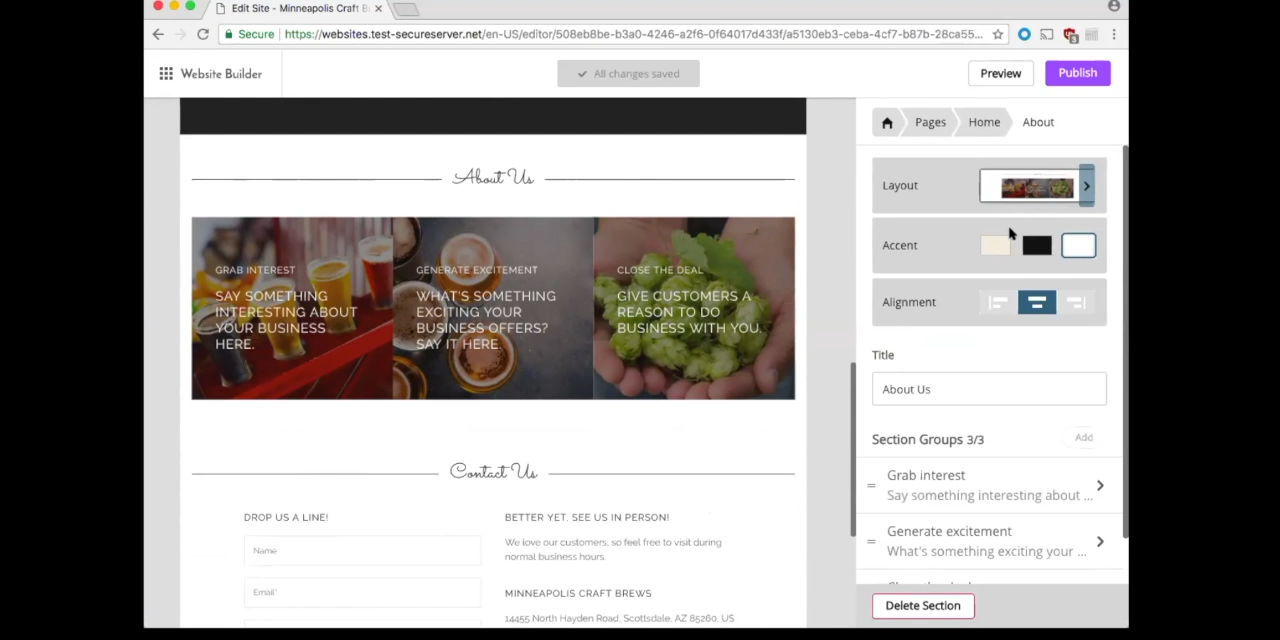 Edit Site - Minneapolis Craft B
Secure
https://websites.test-secureserver.net/en-US/editor/508eb8be-b3a0-4246-a2f6-0f64017d433f/a5130eb3-ceba-4cf7-b87b-28ca55...
Website Builder
All changes saved
Preview
Publish
Pages
Home
About
About Us
GRAB INTEREST
SAY SOMETHING
INTERESTING ABOUT
YOUR BUSINESS
HERE.
GENERATE EXCITEMENT
WHAT'S SOMETHING
EXCITING YOUR
BUSINESS OFFERS?
SAY IT HERE.
CLOSE THE DEAL
GIVE CUSTOMERS A
REASON TO DO
BUSINESS WITH YOU.
Contact Us
DROP US A LINE!
Name
Email*
BETTER YET, SEE US IN PERSON!
We love our customers, so feel free to visit during
normal business hours.
MINNEAPOLIS CRAFT BREWS
14455 North Hayden Road, Scottsdale, AZ 85260, US
Layout
Accent
Alignment
Title
About Us
Section Groups 3/3
Add
Grab interest
Say something interesting about ...
Generate excitement
What's something exciting your ...
Delete Section